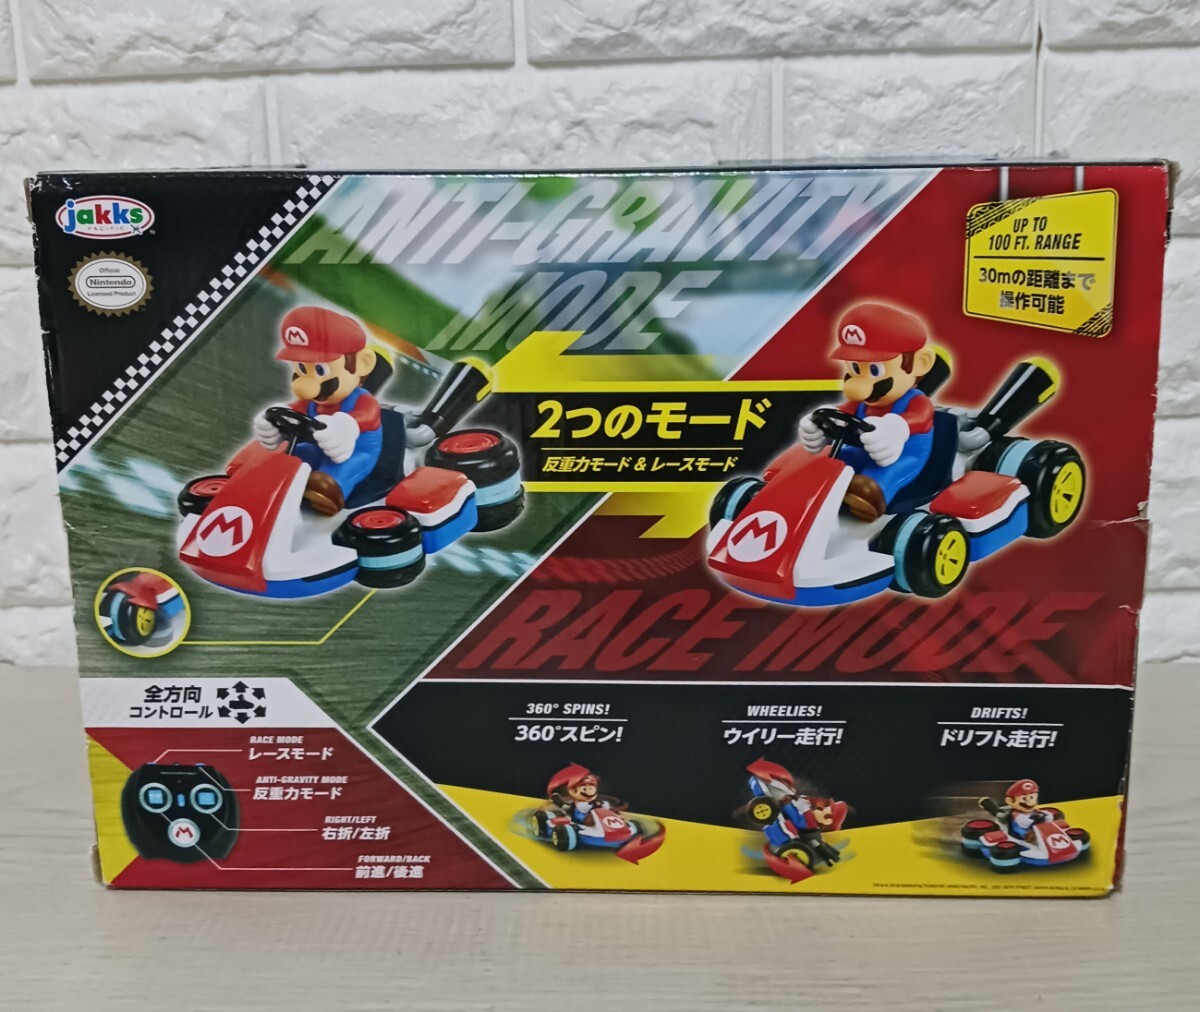 jakks
PACIFIC
Official
Nintendo
Licensed Product
ANTI-GRAVITY
MODE
UP TO
100 FT. RANGE
30mの距離まで
操作可能
2つのモード
反重力モード & レースモード
RACE MODE
M
M
M
M
全方向
コントロール
RACE MODE
レースモード
ANTI-GRAVITY MODE
反重力モード
RIGHT/LEFT
右折/左折
FORWARD/BACK
前進/後進
M
360° SPINS!
360°スピン!
WHEELIES!
ウイリー走行!
DRIFTS!
ドリフト走行!